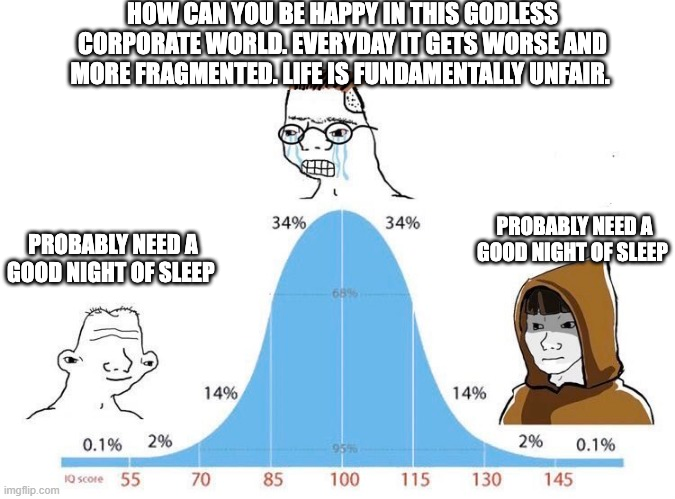 HOW CAN YOU BE HAPPY IN THIS GODLESS
CORPORATE WORLD. EVERYDAY IT GETS WORSE AND
MORE FRAGMENTED. LIFE IS FUNDAMENTALLY UNFAIR.
34%
34%
PROBABLY NEED A
GOOD NIGHT OF SLEEP
PROBABLY NEED A
GOOD NIGHT OF SLEEP
68%
14%
14%
0.1%
2%
95%
2%
0.1%
IQ score
55
70
85
100
115
130
145
imgflip.com